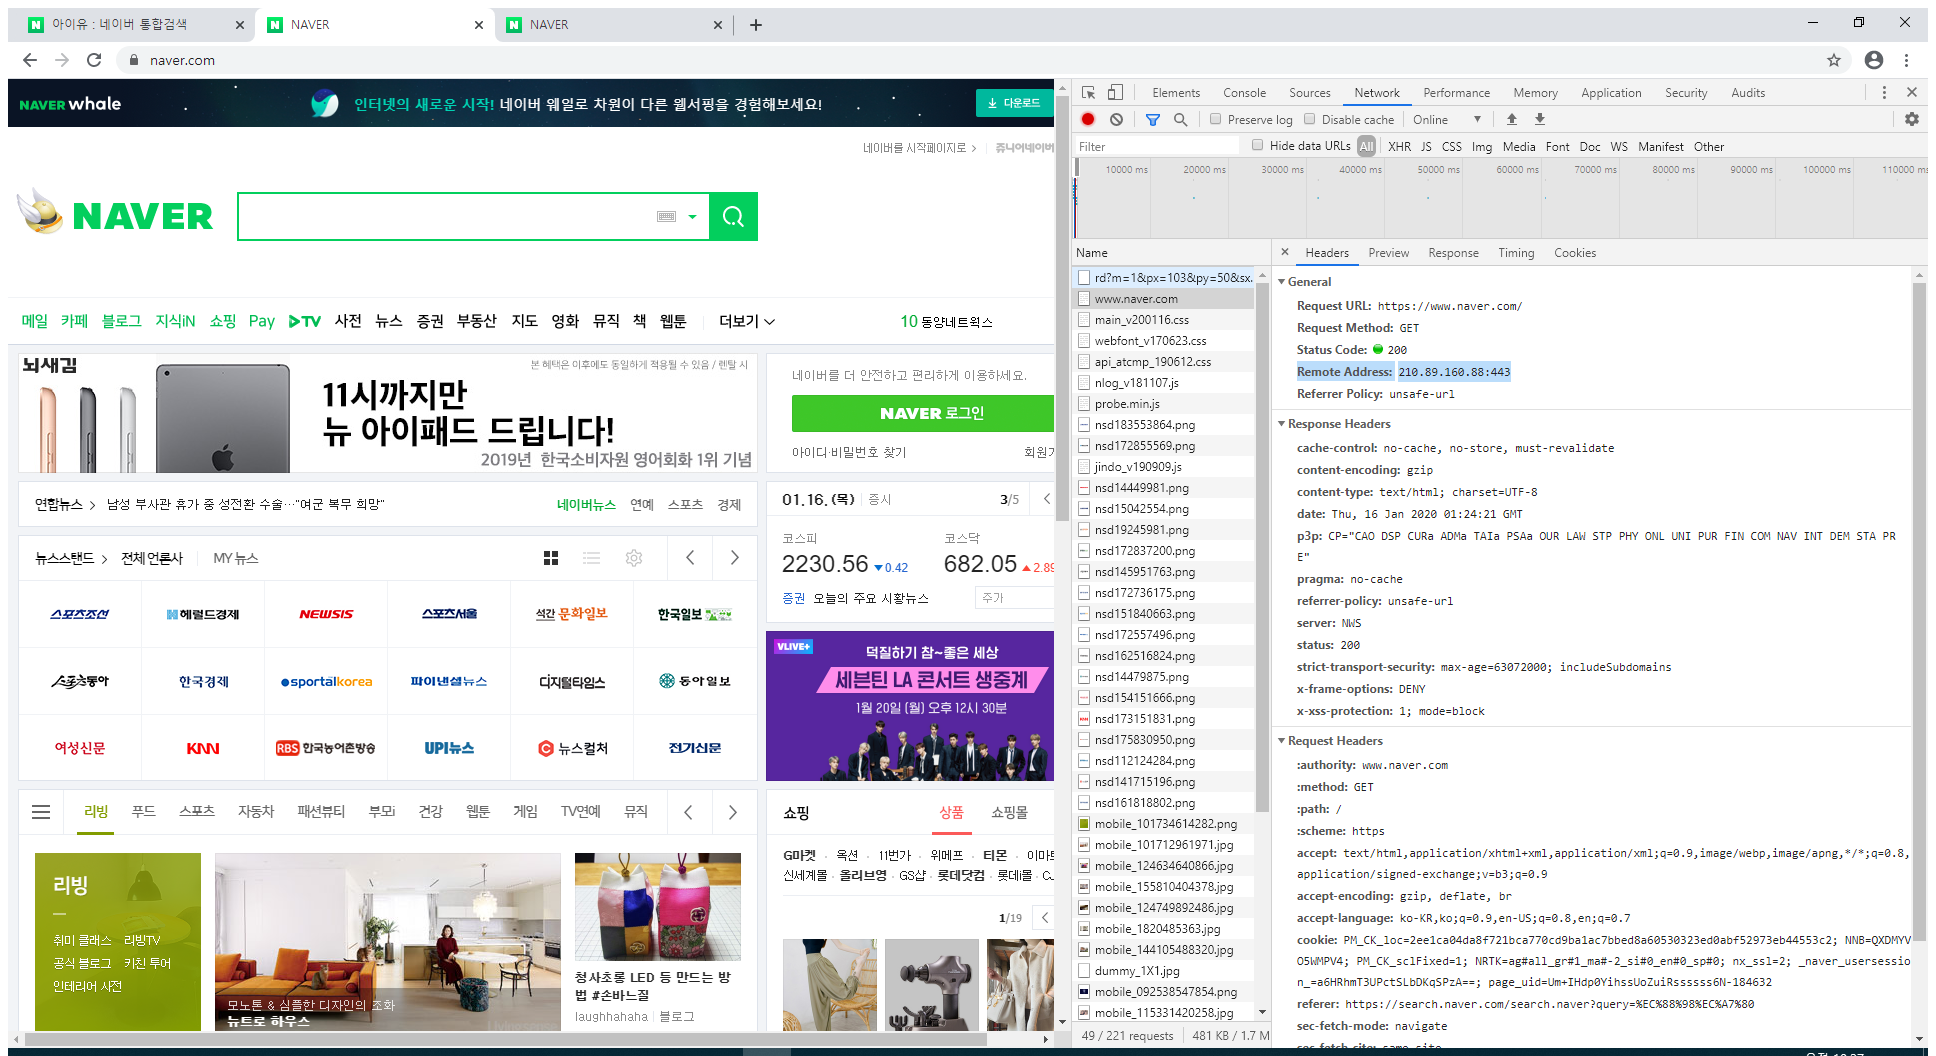 아이유 : 네이버 통합검색
NAVER
NAVER
naver.com
NAVER whale
인터넷의 새로운 시작! 네이버 웨일로 차원이 다른 웹서핑을 경험해보세요!
다운로드
네이버를 시작페이지로
쥬니어네이버
NAVER
메일 카페 블로그 지식iN 쇼핑 Pay TV 사전 뉴스 증권 부동산 지도 영화 뮤직 책 웹툰 더보기
10 동양네트웍스
뇌새김
본 혜택은 이후에도 동일하게 적용될 수 있음 / 렌탈 시
11시까지만
뉴 아이패드 드립니다!
2019년 한국소비자원 영어회화 1위 기념
네이버를 더 안전하고 편리하게 이용하세요.
NAVER 로그인
아이디·비밀번호 찾기
회원가
연합뉴스 > 남성 부사관 휴가 중 성전환 수술…"여군 복무 희망"
네이버뉴스 연예 스포츠 경제
01.16.(목) 증시
3/5
코스피
2230.56 ▼0.42
코스닥
682.05 ▲2.89
증권 오늘의 주요 시황뉴스
주가
뉴스스탠드 > 전체 언론사 MY 뉴스
스포츠조선 헤럴드경제 NEWSIS 스포츠서울 석간 문화일보 한국일보
스포츠동아 한국경제 sportalkorea 파이낸셜뉴스 디지털타임스 동아일보
여성신문 KNN RBS 한국농어촌방송 UPI뉴스 뉴스컬처 전기신문
VLIVE+
덕질하기 참~좋은 세상
세븐틴 LA 콘서트 생중계
1월 20일 (월) 오후 12시 30분
리빙 푸드 스포츠 자동차 패션뷰티 부모i 건강 웹툰 게임 TV연예 뮤직
리빙
취미 클래스 리빙TV
공식 블로그 키친 투어
인테리어 사전
모노톤 & 심플한 디자인의 조화
뉴트로 하우스
청사초롱 LED 등 만드는 방
법 #손바느질
laughhahaha 블로그
쇼핑 상품 쇼핑몰
G마켓 · 옥션 · 11번가 · 위메프 · 티몬 · 이마트
신세계몰 · 올리브영 · GS샵 · 롯데닷컴 · 롯데i몰 · CJ
1/19
Elements Console Sources Network Performance Memory Application Security Audits
Preserve log Disable cache Online
Filter
Hide data URLs All XHR JS CSS Img Media Font Doc WS Manifest Other
10000 ms 20000 ms 30000 ms 40000 ms 50000 ms 60000 ms 70000 ms 80000 ms 90000 ms 100000 ms 110000 ms
Name
rd?m=1&px=103&py=50&sx.
www.naver.com
main_v200116.css
webfont_v170623.css
api_atcmp_190612.css
nlog_v181107.js
probe.min.js
nsd183553864.png
nsd172855569.png
jindo_v190909.js
nsd14449981.png
nsd15042554.png
nsd19245981.png
nsd172837200.png
nsd145951763.png
nsd172736175.png
nsd151840663.png
nsd172557496.png
nsd162516824.png
nsd14479875.png
nsd154151666.png
nsd173151831.png
nsd175830950.png
nsd112124284.png
nsd141715196.png
nsd161818802.png
mobile_101734614282.png
mobile_101712961971.jpg
mobile_124634640866.jpg
mobile_155810404378.jpg
mobile_124749892486.jpg
mobile_1820485363.jpg
mobile_144105488320.jpg
dummy_1X1.jpg
mobile_092538547854.png
mobile_115331420258.jpg
49 / 221 requests 481 KB / 1.7 M
Headers Preview Response Timing Cookies
General
Request URL: https://www.naver.com/
Request Method: GET
Status Code: 200
Remote Address: 210.89.160.88:443
Referrer Policy: unsafe-url
Response Headers
cache-control: no-cache, no-store, must-revalidate
content-encoding: gzip
content-type: text/html; charset=UTF-8
date: Thu, 16 Jan 2020 01:24:21 GMT
p3p: CP="CAO DSP CURa ADMa TAIa PSAa OUR LAW STP PHY ONL UNI PUR FIN COM NAV INT DEM STA PR
E"
pragma: no-cache
referrer-policy: unsafe-url
server: NWS
status: 200
strict-transport-security: max-age=63072000; includeSubdomains
x-frame-options: DENY
x-xss-protection: 1; mode=block
Request Headers
:authority: www.naver.com
:method: GET
:path: /
:scheme: https
accept: text/html,application/xhtml+xml,application/xml;q=0.9,image/webp,image/apng,*/*;q=0.8,
application/signed-exchange;v=b3;q=0.9
accept-encoding: gzip, deflate, br
accept-language: ko-KR,ko;q=0.9,en-US;q=0.8,en;q=0.7
cookie: PM_CK_loc=2ee1ca04da8f721bca770cd9ba1ac7bbed8a60530323ed0abf52973eb44553c2; NNB=QXDMYV
O5WMPV4; PM_CK_sclFixed=1; NRTK=ag#all_gr#1_ma#-2_si#0_en#0_sp#0; nx_ssl=2; _naver_usersessio
n_=a6HRhmT3UPctSLbDKqSPzA==; page_uid=Um+IHdp0YihssUoZuiRssssss6N-184632
referer: https://search.naver.com/search.naver?query=%EC%88%98%EC%A7%80
sec-fetch-mode: navigate